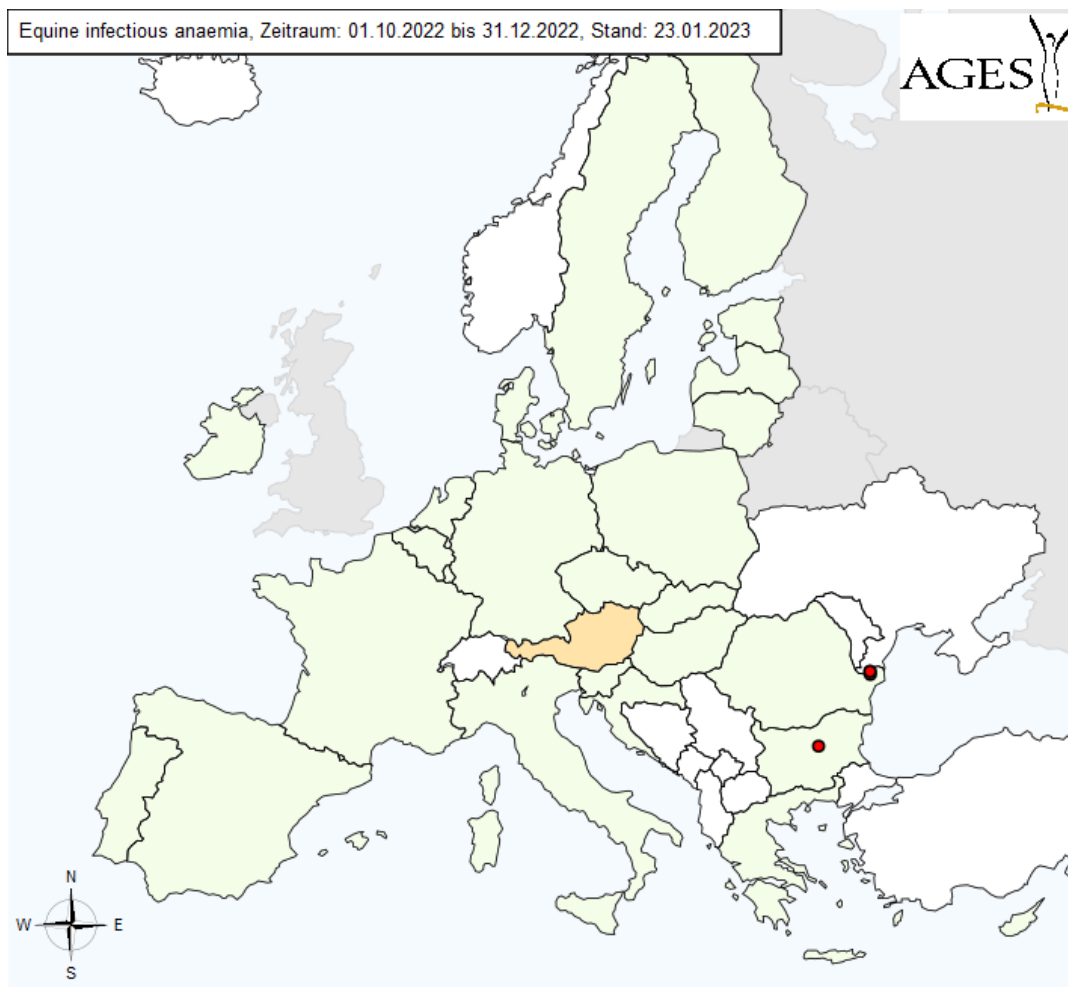 Equine infectious anaemia, Zeitraum: 01.10.2022 bis 31.12.2022, Stand: 23.01.2023
AGES
N
W E
S